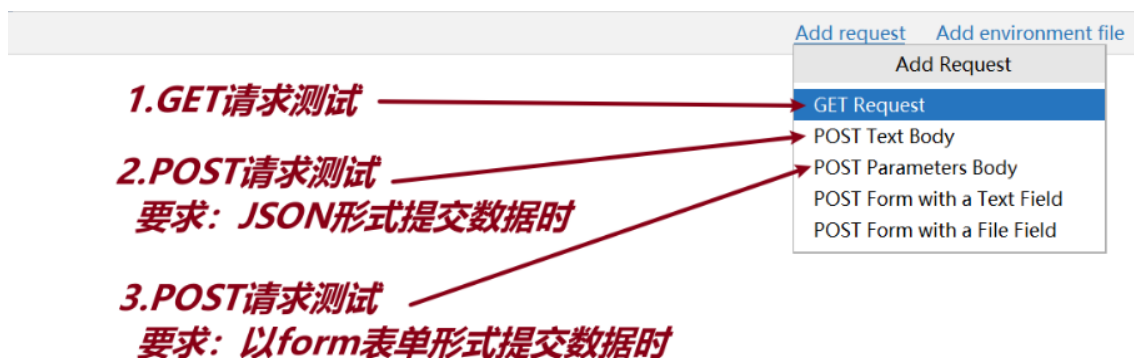 Add request Add environment file
Add Request
1.GET请求测试
GET Request
POST Text Body
2.POST请求测试
POST Parameters Body
要求：JSON形式提交数据时
POST Form with a Text Field
POST Form with a File Field
3.POST请求测试
要求：以form表单形式提交数据时